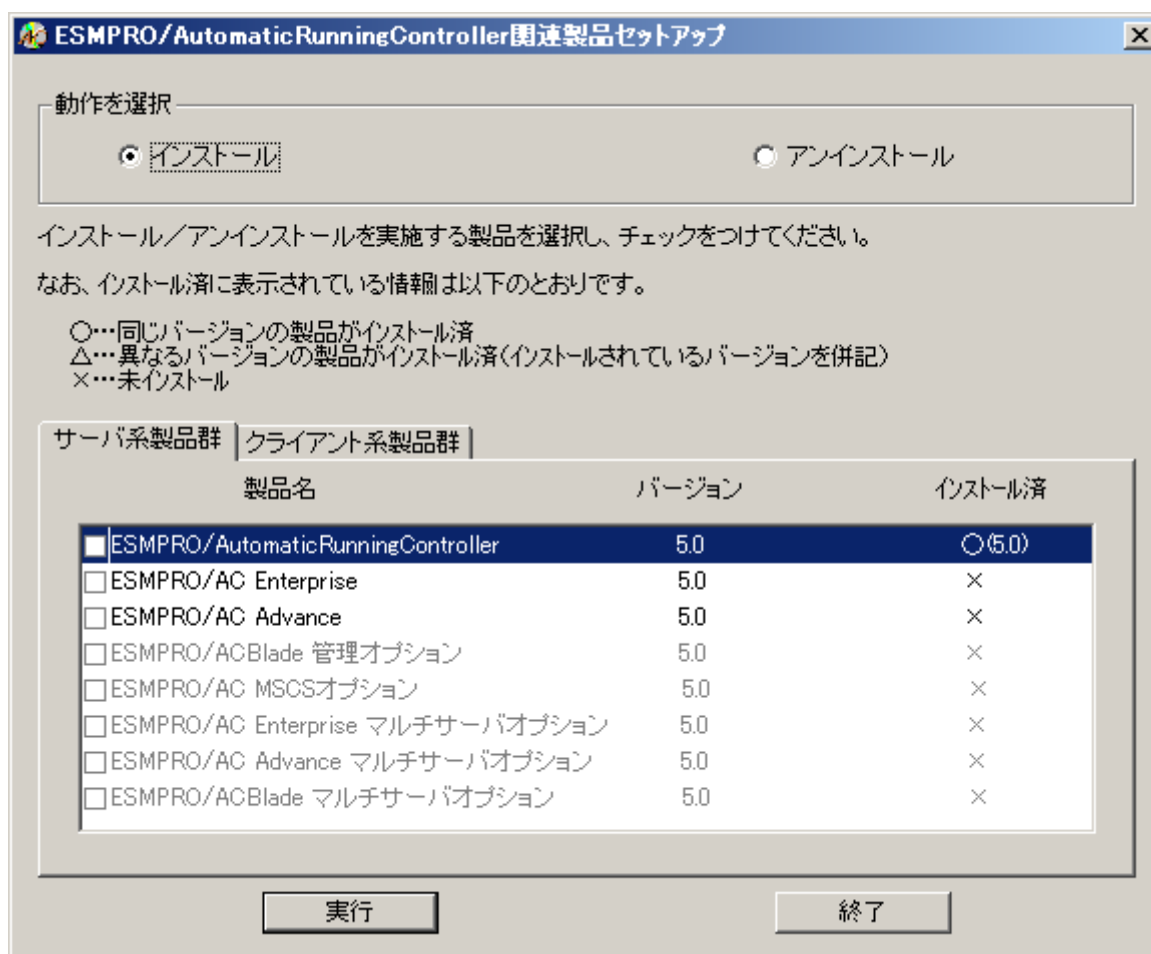 ESMPRO/AutomaticRunningController関連製品セットアップ
動作を選択
インストール アンインストール
インストール／アンインストールを実施する製品を選択し、チェックをつけてください。
なお、インストール済に表示されている情報は以下のとおりです。
○…同じバージョンの製品がインストール済
△…異なるバージョンの製品がインストール済(インストールされているバージョンを併記)
×…未インストール
サーバ系製品群 クライアント系製品群
製品名 バージョン インストール済
ESMPRO/AutomaticRunningController 5.0 ○(5.0)
ESMPRO/AC Enterprise 5.0 ×
ESMPRO/AC Advance 5.0 ×
ESMPRO/ACBlade 管理オプション 5.0 ×
ESMPRO/AC MSCSオプション 5.0 ×
ESMPRO/AC Enterprise マルチサーバオプション 5.0 ×
ESMPRO/AC Advance マルチサーバオプション 5.0 ×
ESMPRO/ACBlade マルチサーバオプション 5.0 ×
実行 終了